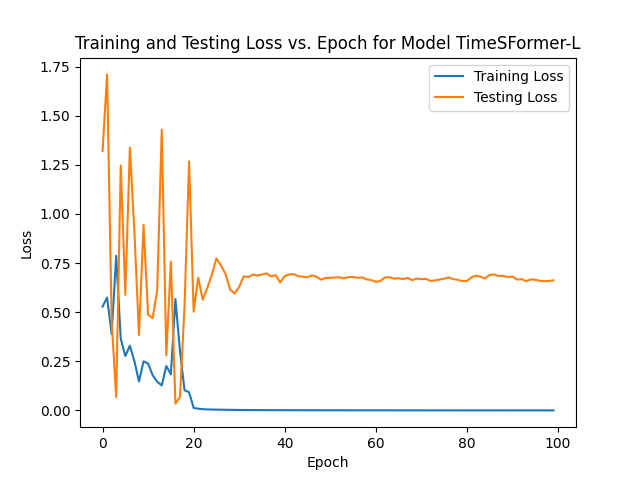 Training and Testing Loss vs. Epoch for Model TimeSFormer-L
Training Loss
Testing Loss
Loss
1.75
1.50
1.25
1.00
0.75
0.50
0.25
0.00
0 20 40 60 80 100
Epoch